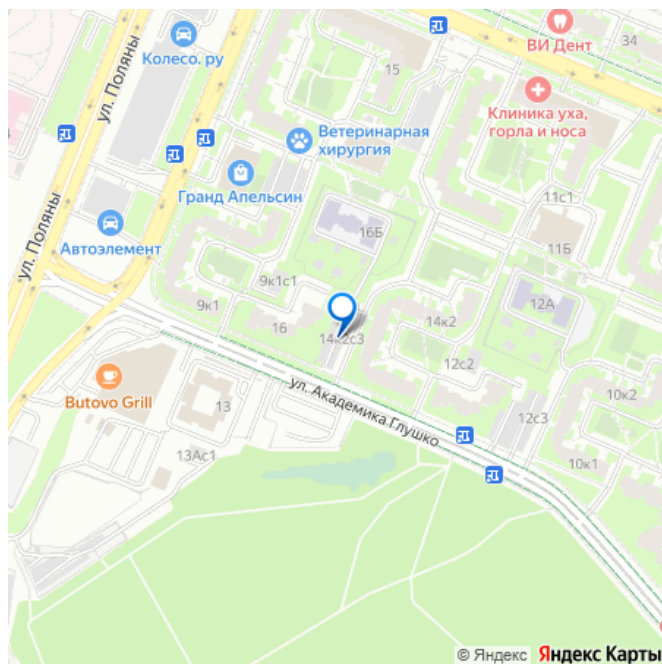 ВИ Дент
34
Колесо. ру
15
ул. Поляны
Клиника уха,
горла и носа
4
Ветеринарная
хирургия
Гранд Апельсин
11с1
16Б
11Б
ул. Поляны
Автоэлемент
9к1с1
9к1
12А
16
14к2с3
14к2
12с2
Butovo Grill
13
ул. Академика Глушко
10к2
12с3
13Ас1
10к1
© Яндекс Яндекс Карты